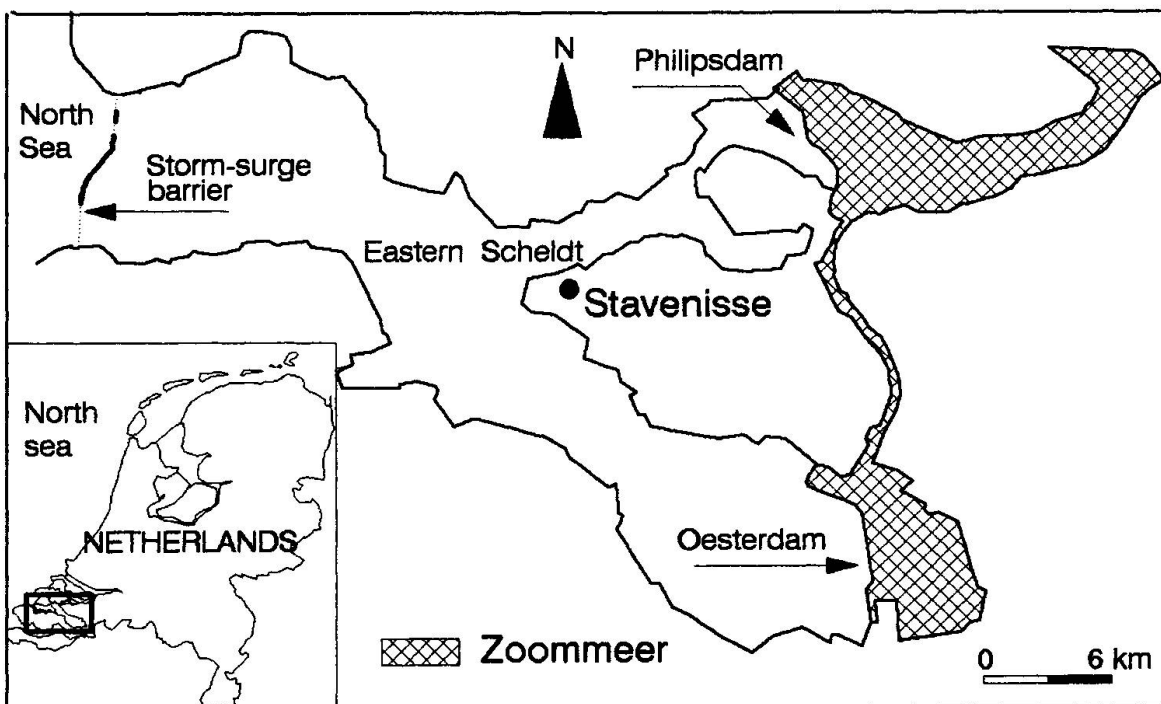 N
Philipsdam
North
Sea
Storm-surge
barrier
Eastern Scheldt
Stavenisse
North
sea
NETHERLANDS
Oesterdam
Zoommeer
0 6 km